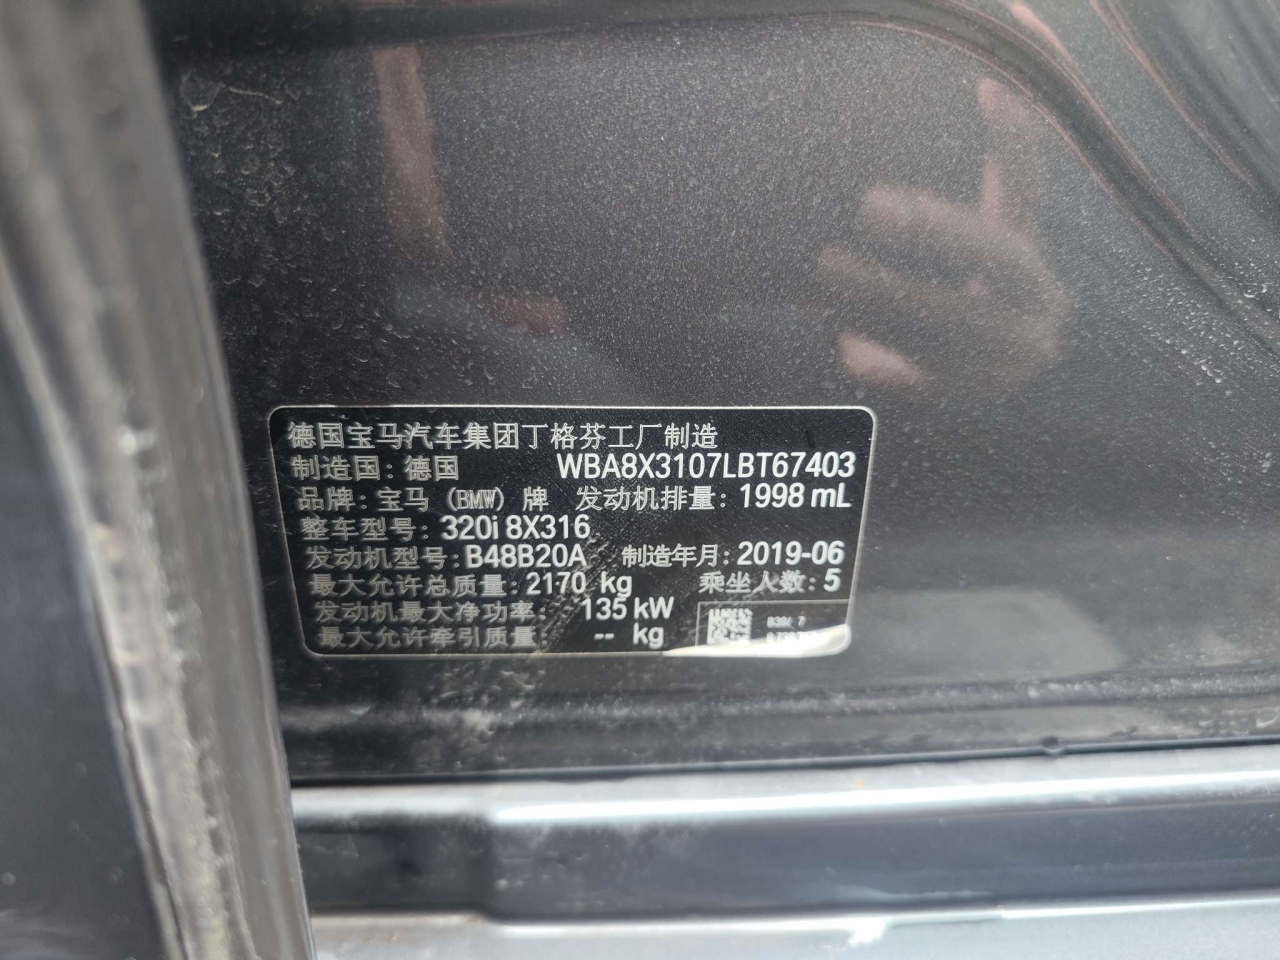 德国宝马汽车集团丁格芬工厂制造
制造国：德国 WBA8X3107LBT67403
品牌：宝马 (BMW) 牌 发动机排量：1998 mL
整车型号：320i 8X316
发动机型号：B48B20A 制造年月：2019-06
最大允许总质量：2170 kg 乘坐人数：5
发动机最大净功率： 135 kW
最大允许牵引质量： -- kg